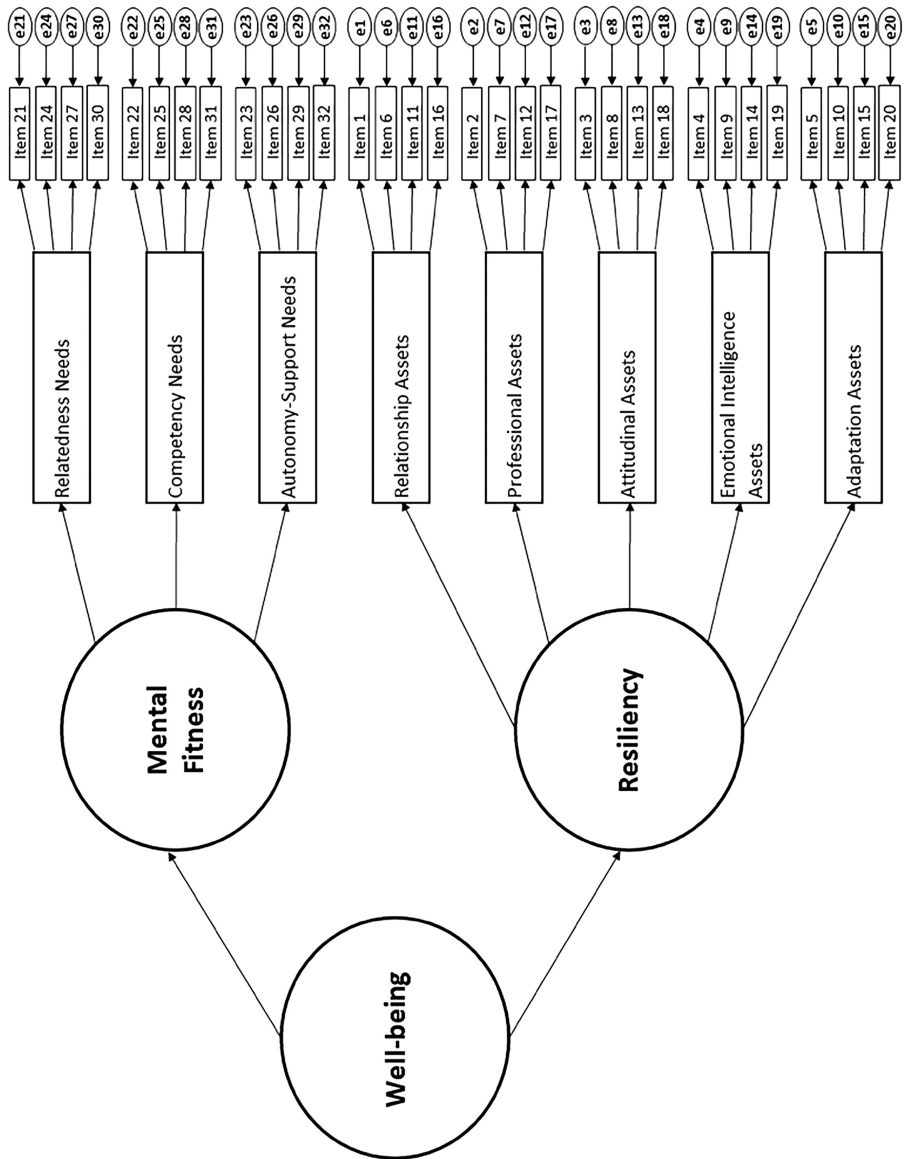 e21
e24
e27
e30
e22
e25
e28
e31
e23
e26
e29
e32
e1
e6
e11
e16
e2
e7
e12
e17
e3
e8
e13
e18
e4
e9
e14
e19
e5
e10
e15
e20
Item 21
Item 24
Item 27
Item 30
Item 22
Item 25
Item 28
Item 31
Item 23
Item 26
Item 29
Item 32
Item 1
Item 6
Item 11
Item 16
Item 2
Item 7
Item 12
Item 17
Item 3
Item 8
Item 13
Item 18
Item 4
Item 9
Item 14
Item 19
Item 5
Item 10
Item 15
Item 20
Relatedness Needs
Competency Needs
Autonomy-Support Needs
Relationship Assets
Professional Assets
Attitudinal Assets
Emotional Intelligence
Assets
Adaptation Assets
Mental
Fitness
Resiliency
Well-being